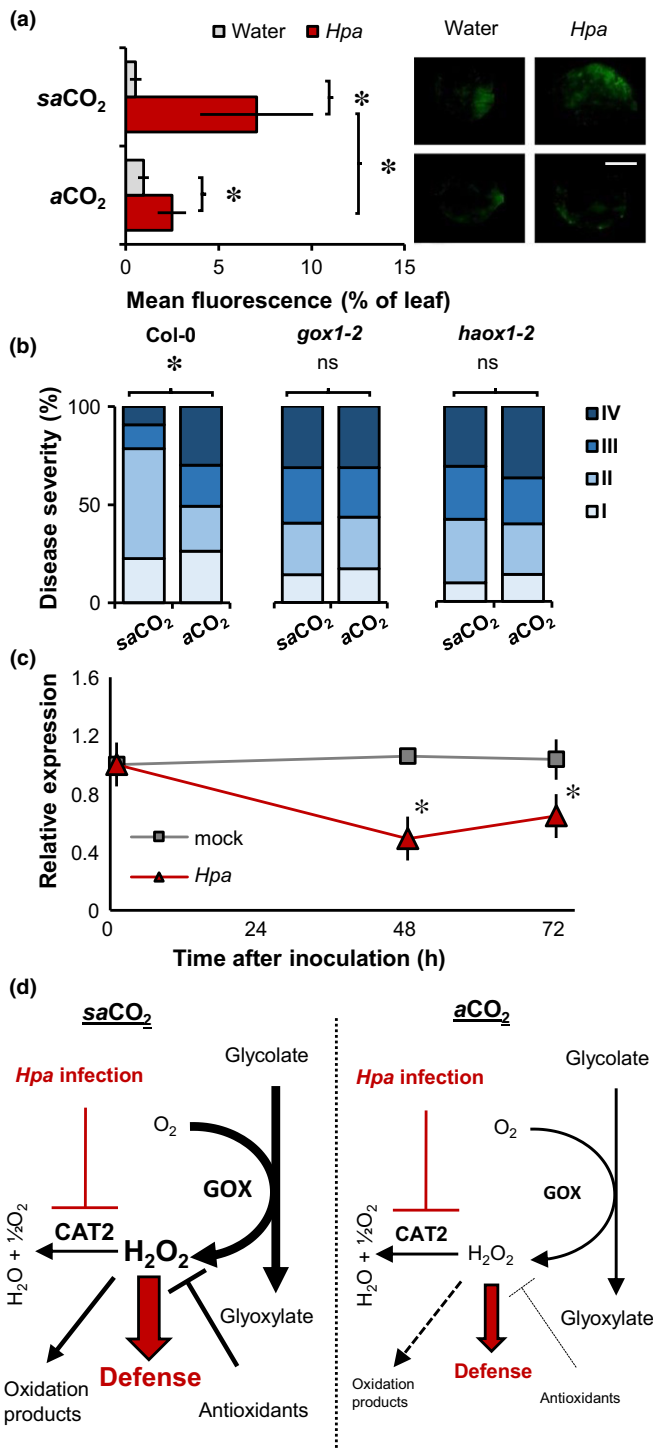 (a)
Water Hpa
Water Hpa
saCO₂
*
*
aCO₂
*
0 5 10 15
Mean fluorescence (% of leaf)
(b)
Col-0 gox1-2 haox1-2
* ns ns
Disease severity (%)
100
50
0
IV
III
II
I
saCO₂ aCO₂ saCO₂ aCO₂ saCO₂ aCO₂
(c)
Relative expression
1.6
1.2
0.8
0.4
0
* *
mock
Hpa
0 24 48 72
Time after inoculation (h)
(d)
saCO₂
Hpa infection
Glycolate
O₂
GOX
H₂O + ½O₂
CAT2
H₂O₂
Glyoxylate
Defense
Oxidation
products
Antioxidants
aCO₂
Hpa infection
Glycolate
O₂
GOX
H₂O + ½O₂
CAT2
H₂O₂
Glyoxylate
Defense
Oxidation
products
Antioxidants